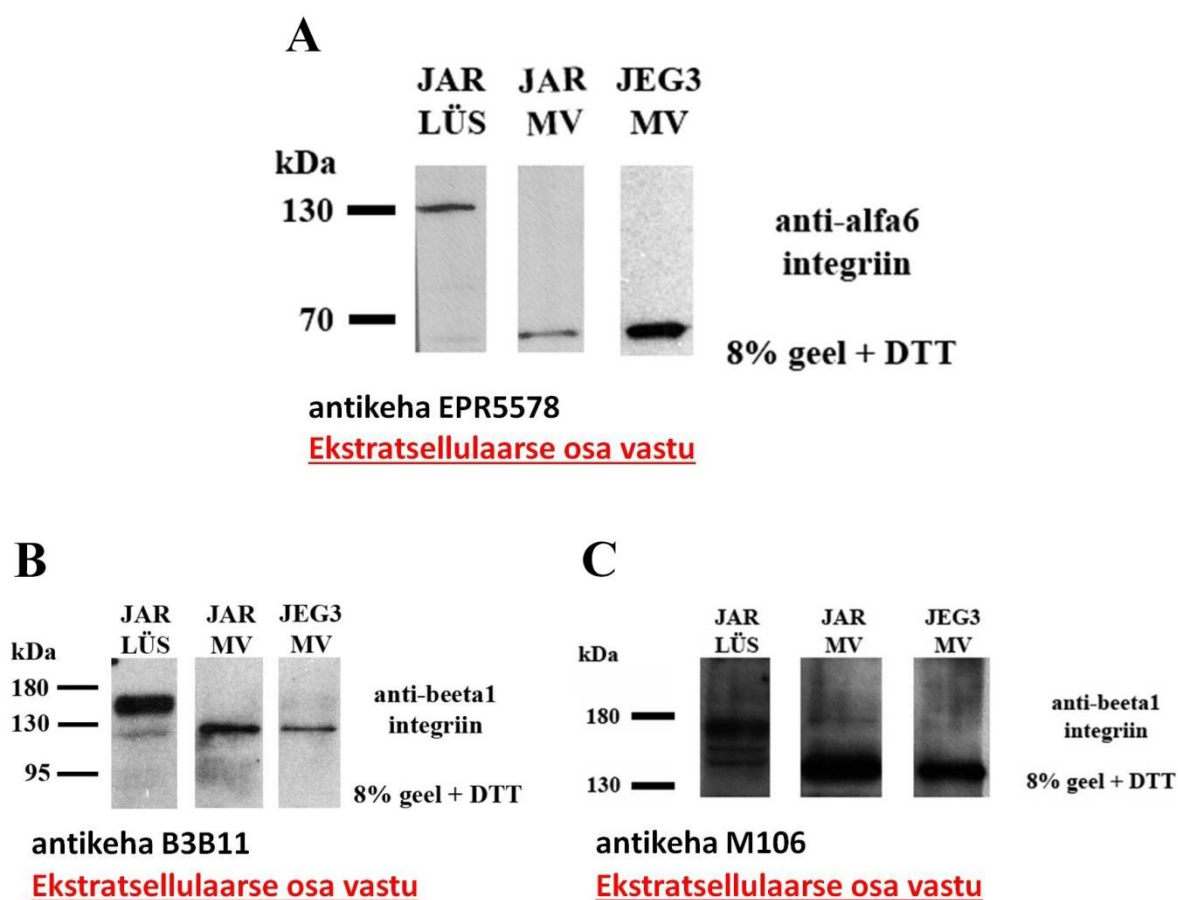 A
JAR JAR JEG3
LÜS MV MV
kDa
130
70
anti-alfa6
integriin
8% geel + DTT
antikeha EPR5578
Ekstratsellulaarse osa vastu
B
JAR JAR JEG3
LÜS MV MV
kDa
180
130
95
anti-beeta1
integriin
8% geel + DTT
antikeha B3B11
Ekstratsellulaarse osa vastu
C
JAR JAR JEG3
LÜS MV MV
kDa
180
130
anti-beeta1
integriin
8% geel + DTT
antikeha M106
Ekstratsellulaarse osa vastu